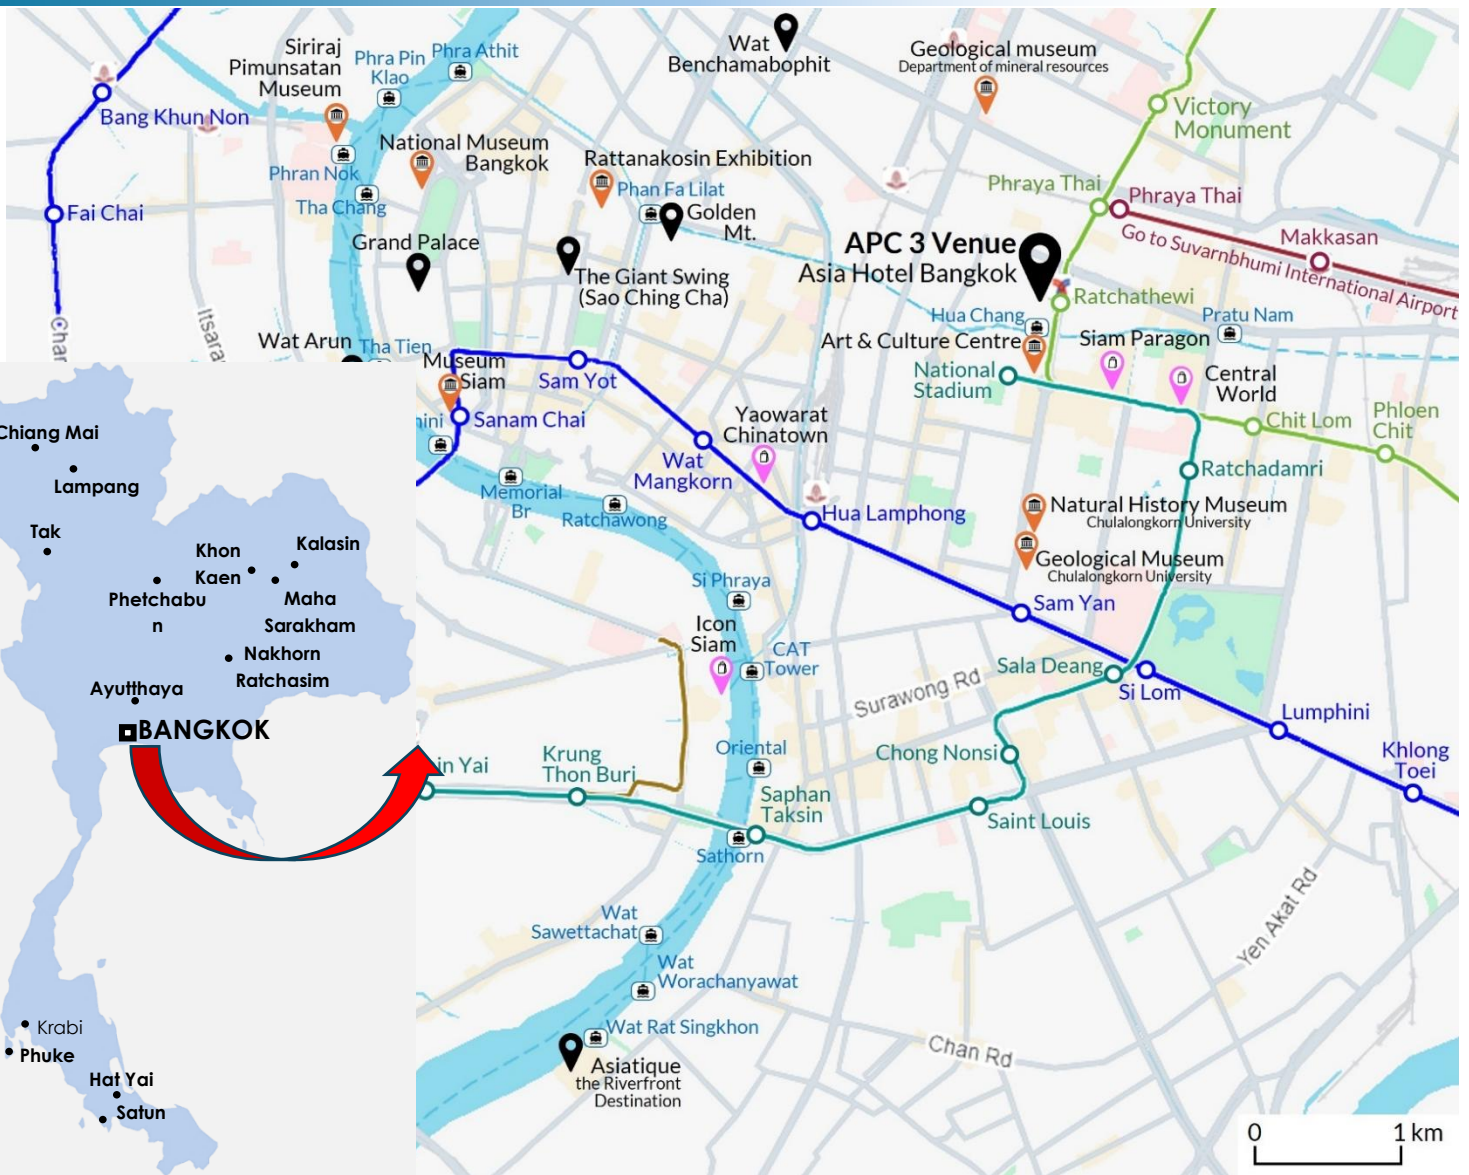 Siriraj
Pimunsatan
Museum
Phra Pin
Klao
Phra Athit
Wat
Benchamabophit
Geological museum
Department of mineral resources
Bang Khun Non
Victory
Monument
National Museum
Bangkok
Rattanakosin Exhibition
Phran Nok
Tha Chang
Phan Fa Lilat
Golden
Mt.
Phraya Thai
Phraya Thai
Fai Chai
Grand Palace
The Giant Swing
(Sao Ching Cha)
APC 3 Venue
Asia Hotel Bangkok
Makkasan
Go to Suvarnbhumi International Airport
Ratchathewi
Hua Chang
Pratu Nam
Char
Itsara
Wat Arun
Tha Tien
Museum
Siam
Sam Yot
Art & Culture Centre
Siam Paragon
National
Stadium
Central
World
Sanam Chai
ini
Yaowarat
Chinatown
Chit Lom
Phloen
Chit
Wat
Mangkorn
Ratchadamri
Memorial
Br
Ratchawong
Hua Lamphong
Natural History Museum
Chulalongkorn University
Geological Museum
Chulalongkorn University
Si Phraya
Sam Yan
Icon
Siam
CAT
Tower
Sala Deang
Si Lom
Surawong Rd
Lumphini
Oriental
Chong Nonsi
Khlong
Toei
in Yai
Krung
Thon Buri
Saphan
Taksin
Saint Louis
Sathorn
Wat
Sawettachat
Wat
Worachanyawat
Yen Akat Rd
Wat Rat Singkhon
Asiatique
the Riverfront
Destination
Chan Rd
0 1 km
Chiang Mai
Lampang
Tak
Khon
Kaen
Kalasin
Phetchabu
n
Maha
Sarakham
Nakhorn
Ratchasim
Ayutthaya
BANGKOK
Krabi
Phuke
Hat Yai
Satun